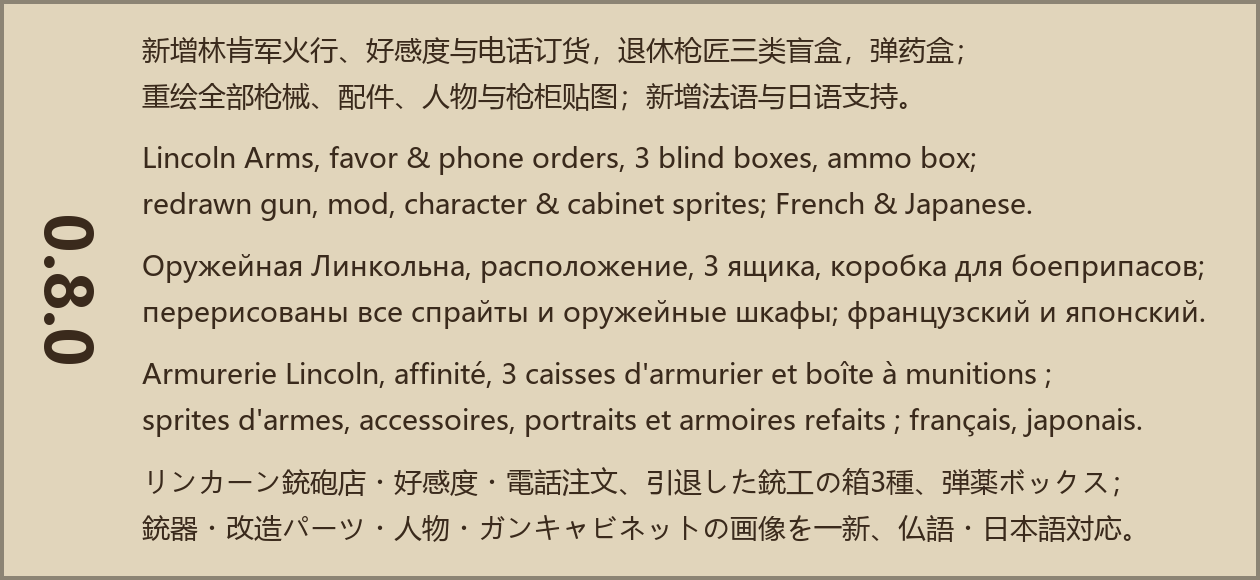 0.8.0
新增林肯军火行、好感度与电话订货，退休枪匠三类盲盒，弹药盒；
重绘全部枪械、配件、人物与枪柜贴图；新增法语与日语支持。
Lincoln Arms, favor & phone orders, 3 blind boxes, ammo box;
redrawn gun, mod, character & cabinet sprites; French & Japanese.
Оружейная Линкольна, расположение, 3 ящика, коробка для боеприпасов;
перерисованы все спрайты и оружейные шкафы; французский и японский.
Armurerie Lincoln, affinité, 3 caisses d'armurier et boîte à munitions ;
sprites d'armes, accessoires, portraits et armoires refaits ; français, japonais.
リンカーン銃砲店・好感度・電話注文、引退した銃工の箱3種、弾薬ボックス；
銃器・改造パーツ・人物・ガンキャビネットの画像を一新、仏語・日本語対応。